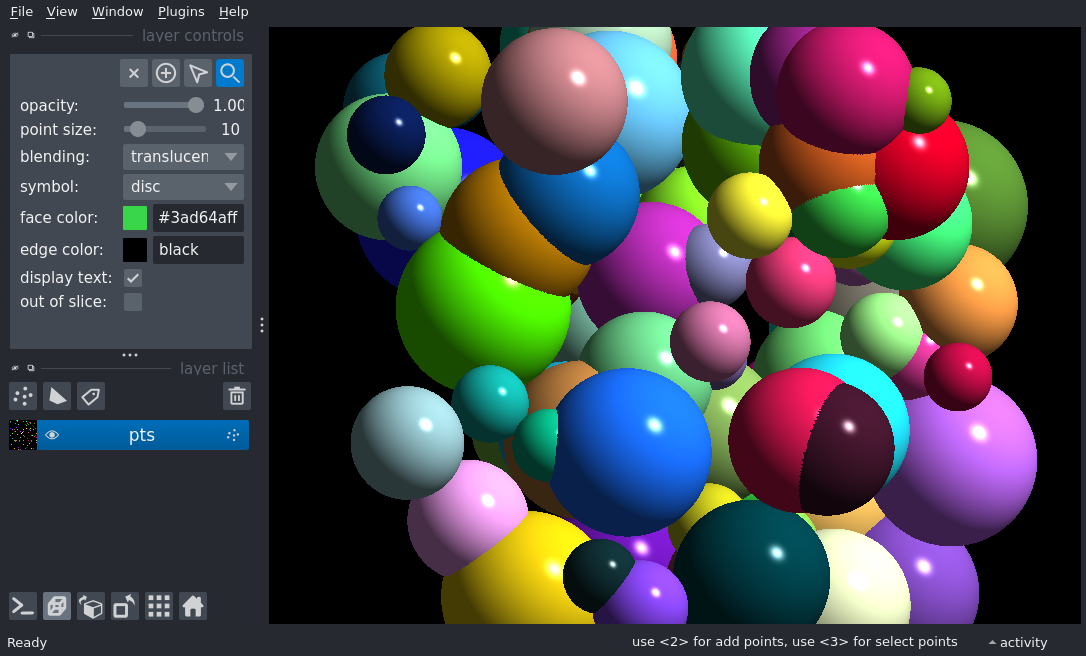 File View Window Plugins Help
layer controls
opacity: 1.00
point size: 10
blending: translucen
symbol: disc
face color: #3ad64aff
edge color: black
display text:
out of slice:
layer list
pts
Ready use <2> for add points, use <3> for select points activity